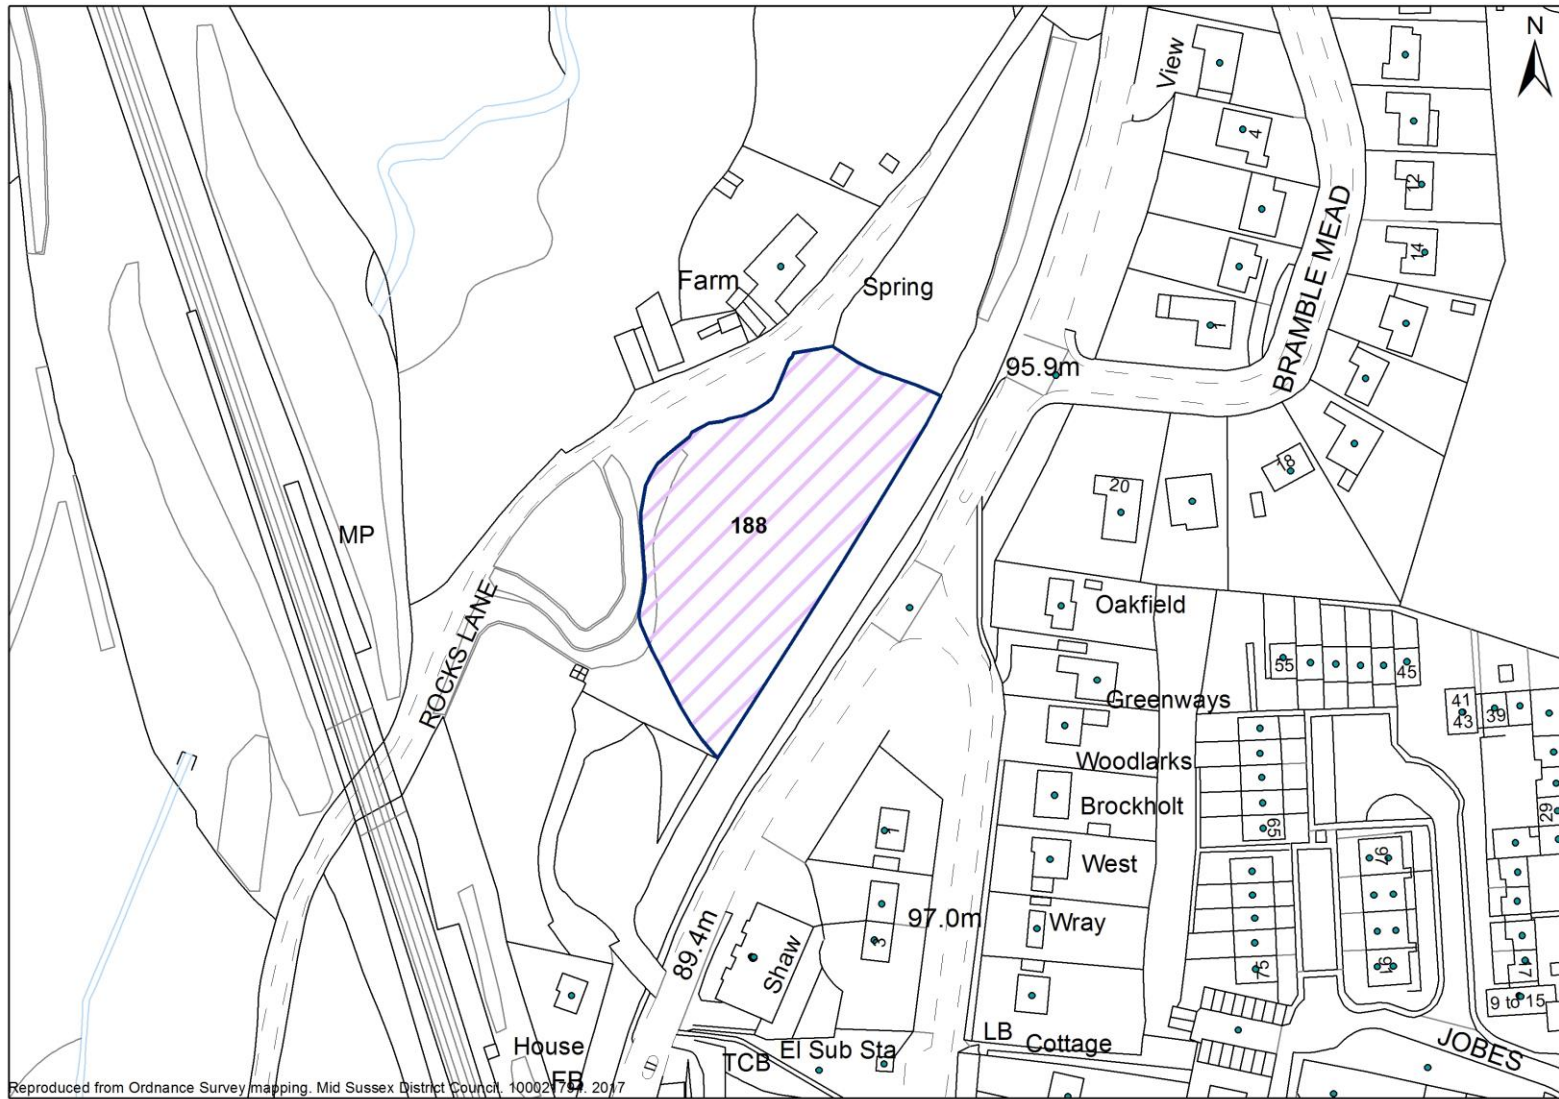 N
View
4
12
BRAMBLE MEAD
14
Farm
Spring
1
95.9m
18
20
188
MP
ROCKS LANE
Oakfield
55
45
Greenways
41
43
39
Woodlarks
Brockholt
29
65
1
West
97
97.0m
Wray
3
89.4m
Shaw
75
91
17
9 to 15
LB
Cottage
JOBES
House
TCB
El Sub Sta
FB
Reproduced from Ordnance Survey mapping. Mid Sussex District Council. 100021794. 2017